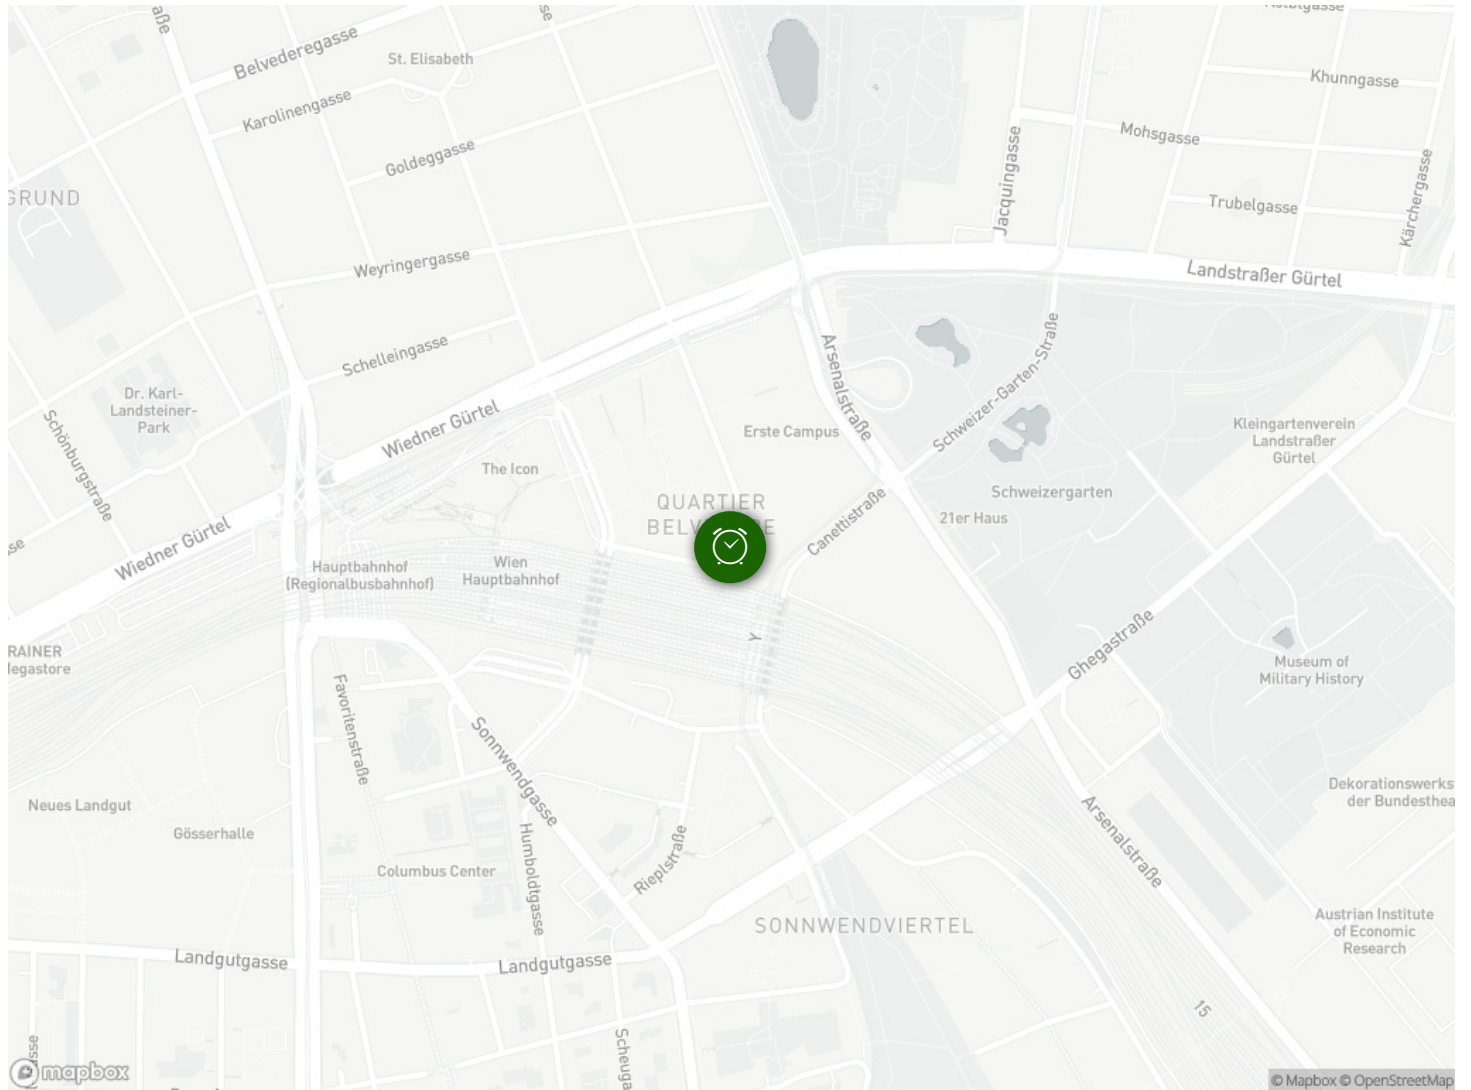 Belvederegasse
St. Elisabeth
Karolinengasse
Goldeggasse
Khunngasse
Mohsgasse
Jacquingasse
Trubelgasse
Kärchergasse
GRUND
Weyringergasse
Landstraßer Gürtel
Schelleingasse
Arsenalstraße
Schweizer-Garten-Straße
Dr. Karl-
Landsteiner-
Park
Schönburgstraße
Wiedner Gürtel
Erste Campus
Kleingartenverein
Landstraßer
Gürtel
The Icon
Schweizergarten
QUARTIER
21er Haus
Canettistraße
Wiedner Gürtel
Hauptbahnhof
(Regionalbusbahnhof)
Wien
Hauptbahnhof
Ghegastraße
RAINER
Museum of
Military History
Favoritenstraße
Sonnwendgasse
Neues Landgut
Gösserhalle
Humboldtgasse
Columbus Center
Rieplstraße
Arsenalstraße
Dekorationswerks
der Bundesthea
SONNWENDVIERTEL
Austrian Institute
of Economic
Research
Landgutgasse
Landgutgasse
15
Scheuga
mapbox
© Mapbox © OpenStreetMap